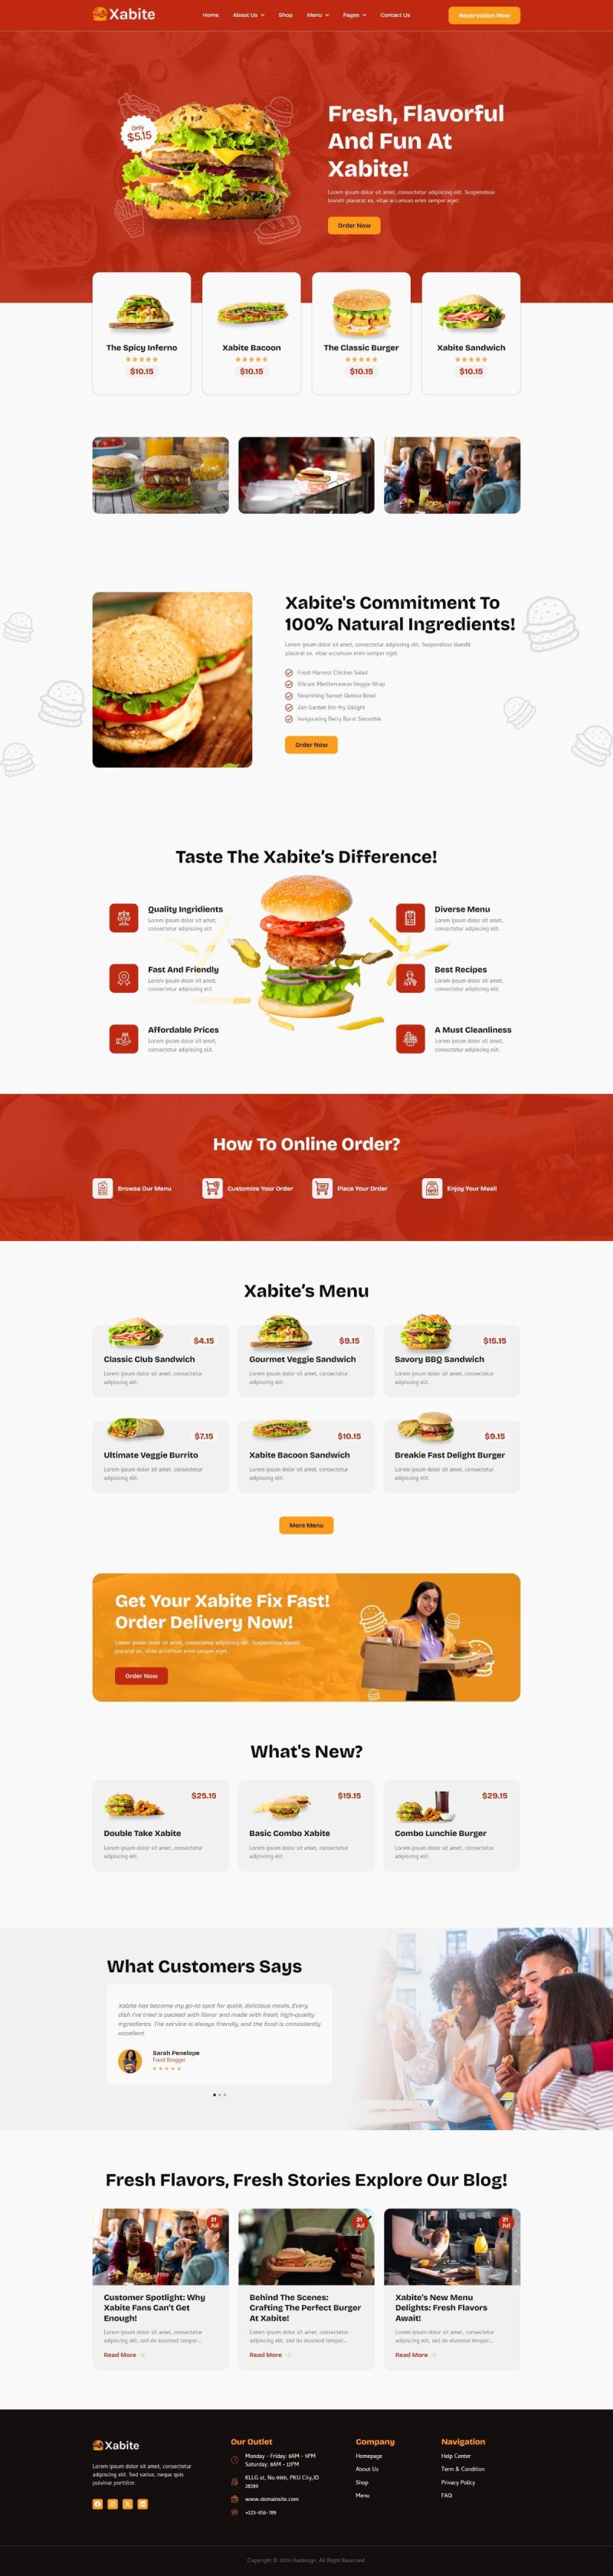 Xabite
Home About Us Shop Menu Pages Contact Us
Reservation Now
Only
$5.15
Fresh, Flavorful
And Fun At
Xabite!
Lorem ipsum dolor sit amet, consectetur adipiscing elit. Suspendisse
blandit placerat ex, vitae accumsan enim semper eget.
Order Now
The Spicy Inferno
$10.15
Xabite Bacoon
$10.15
The Classic Burger
$10.15
Xabite Sandwich
$10.15
Xabite's Commitment To
100% Natural Ingredients!
Lorem ipsum dolor sit amet, consectetur adipiscing elit. Suspendisse blandit
placerat ex, vitae accumsan enim semper eget.
Fresh Harvest Chicken Salad
Vibrant Mediterranean Veggie Wrap
Nourishing Sunset Quinoa Bowl
Zen Garden Stir-fry Delight
Invigorating Berry Burst Smoothie
Order Now
Taste The Xabite's Difference!
Quality Ingridients
Lorem ipsum dolor sit amet,
consectetur adipiscing elit.
Fast And Friendly
Lorem ipsum dolor sit amet,
consectetur adipiscing elit.
Affordable Prices
Lorem ipsum dolor sit amet,
consectetur adipiscing elit.
Diverse Menu
Lorem ipsum dolor sit amet,
consectetur adipiscing elit.
Best Recipes
Lorem ipsum dolor sit amet,
consectetur adipiscing elit.
A Must Cleanliness
Lorem ipsum dolor sit amet,
consectetur adipiscing elit.
How To Online Order?
Browse Our Menu
Customize Your Order
Place Your Order
Enjoy Your Meal!
Xabite's Menu
$4.15
Classic Club Sandwich
Lorem ipsum dolor sit amet, consectetur
adipiscing elit.
$9.15
Gourmet Veggie Sandwich
Lorem ipsum dolor sit amet, consectetur
adipiscing elit.
$15.15
Savory BBQ Sandwich
Lorem ipsum dolor sit amet, consectetur
adipiscing elit.
$7.15
Ultimate Veggie Burrito
Lorem ipsum dolor sit amet, consectetur
adipiscing elit.
$10.15
Xabite Bacoon Sandwich
Lorem ipsum dolor sit amet, consectetur
adipiscing elit.
$9.15
Breakie Fast Delight Burger
Lorem ipsum dolor sit amet, consectetur
adipiscing elit.
More Menu
Get Your Xabite Fix Fast!
Order Delivery Now!
Lorem ipsum dolor sit amet, consectetur adipiscing elit. Suspendisse blandit
placerat ex, vitae accumsan enim semper eget.
Order Now
What's New?
$25.15
Double Take Xabite
Lorem ipsum dolor sit amet, consectetur
adipiscing elit.
$19.15
Basic Combo Xabite
Lorem ipsum dolor sit amet, consectetur
adipiscing elit.
$29.15
Combo Lunchie Burger
Lorem ipsum dolor sit amet, consectetur
adipiscing elit.
What Customers Says
Xabite has become my go-to spot for quick, delicious meals. Every
dish I've tried is packed with flavor and made with fresh, high-quality
ingredients. The service is always friendly, and the food is consistently
excellent.
Sarah Penelope
Food Blogger
Fresh Flavors, Fresh Stories Explore Our Blog!
21
Jul
Customer Spotlight: Why
Xabite Fans Can't Get
Enough!
Lorem ipsum dolor sit amet, consectetur
adipiscing elit, sed do eiusmod tempor...
Read More
21
Jul
Behind The Scenes:
Crafting The Perfect Burger
At Xabite!
Lorem ipsum dolor sit amet, consectetur
adipiscing elit, sed do eiusmod tempor...
Read More
21
Jul
Xabite's New Menu
Delights: Fresh Flavors
Await!
Lorem ipsum dolor sit amet, consectetur
adipiscing elit, sed do eiusmod tempor...
Read More
Xabite
Lorem ipsum dolor sit amet, consectetur
adipiscing elit. Sed varius, neque quis
pulvinar porttitor.
Our Outlet
Monday - Friday: 8AM - 9PM
Saturday: 8AM - 12PM
KLLG st, No.99th, PKU City,ID
28289
www.domainsite.com
+123-456-789
Company
Homepage
About Us
Shop
Menu
Navigation
Help Center
Term & Condition
Privacy Policy
FAQ
Copyright © 2024 Hasdesign. All Right Reserved.